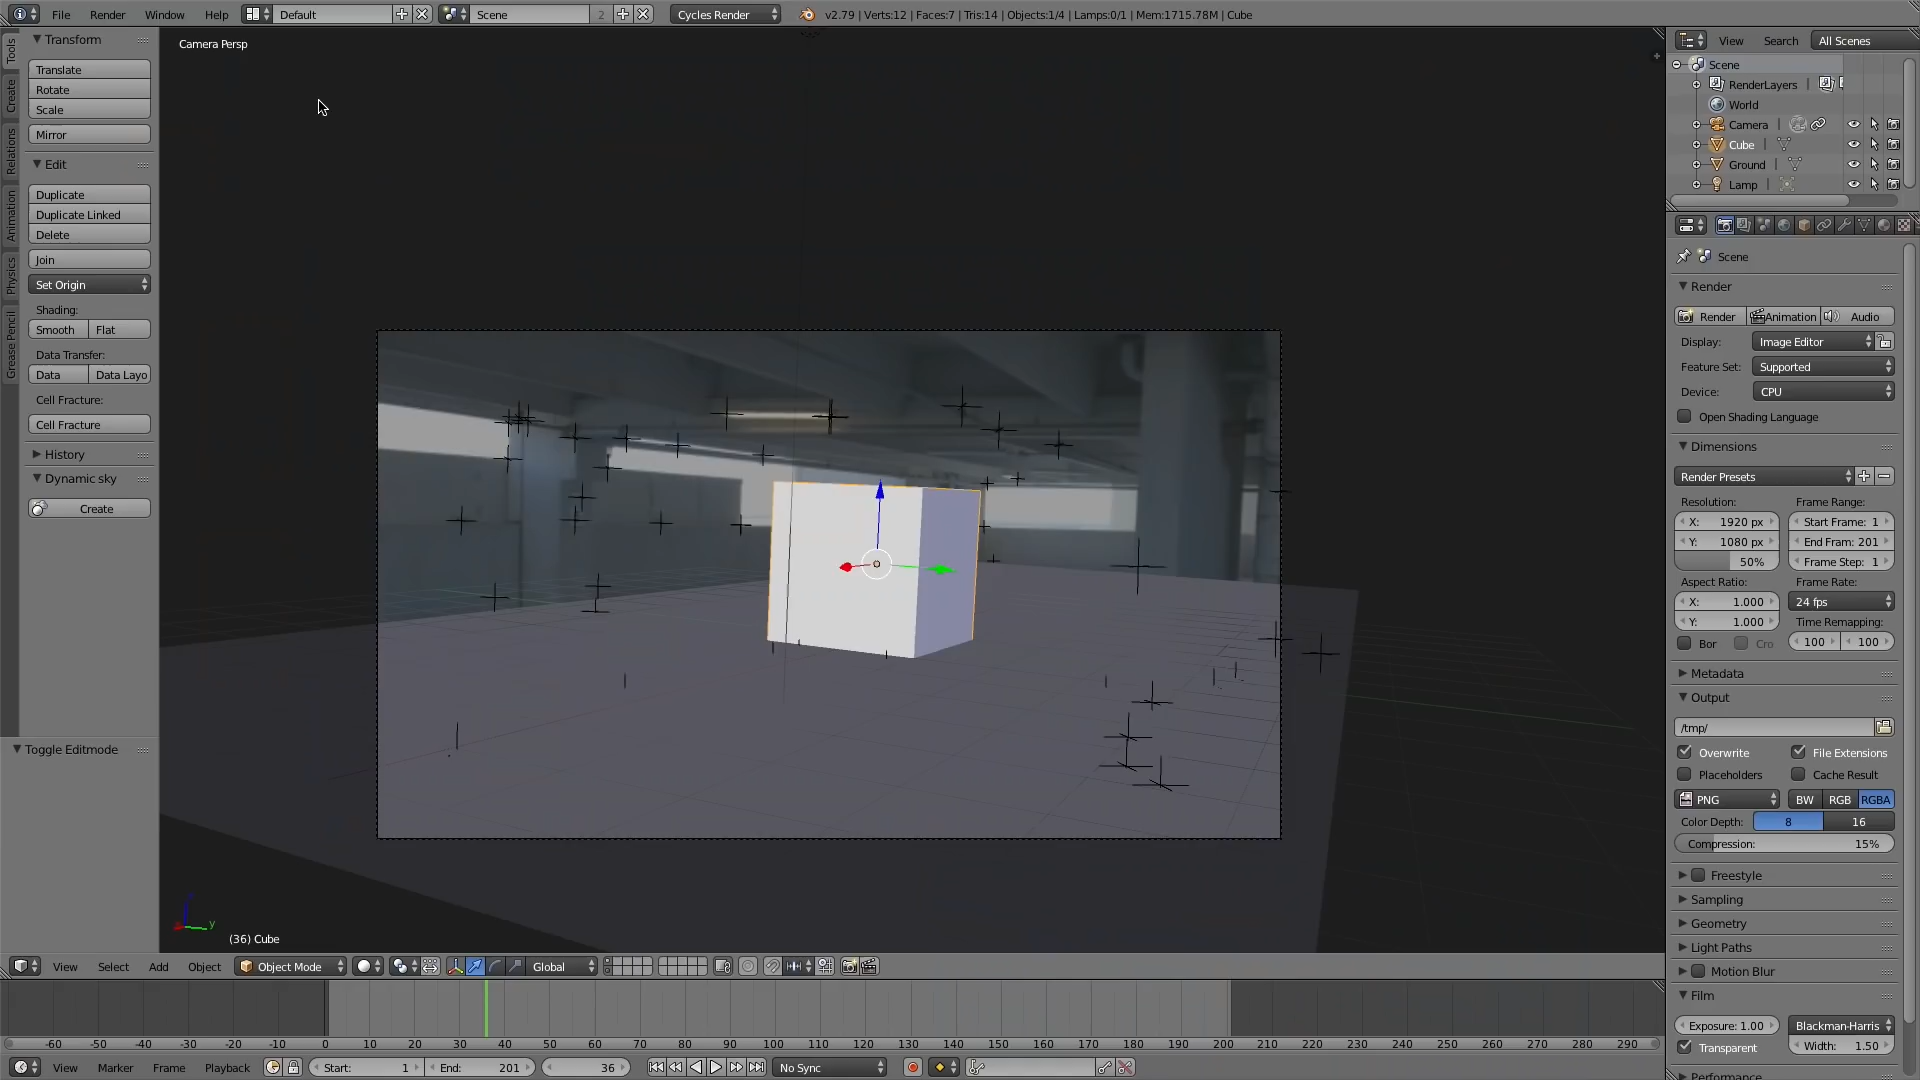 File Render Window Help Default Scene 2 Cycles Render v2.79 | Verts:12 | Faces:7 | Tris:14 | Objects:1/4 | Lamps:0/1 | Mem:1715.78M | Cube
Tools
Create
Relations
Animation
Physics
Grease Pencil
Transform
Translate
Rotate
Scale
Mirror
Edit
Duplicate
Duplicate Linked
Delete
Join
Set Origin
Shading:
Smooth Flat
Data Transfer:
Data Data Layo
Cell Fracture:
Cell Fracture
History
Dynamic sky
Create
Toggle Editmode
Camera Persp
y
(36) Cube
View Search All Scenes
Scene
RenderLayers
World
Camera
Cube
Ground
Lamp
Scene
Render
Render Animation Audio
Display: Image Editor
Feature Set: Supported
Device: CPU
Open Shading Language
Dimensions
Render Presets
Resolution: Frame Range:
X: 1920 px Start Frame: 1
Y: 1080 px End Fram: 201
50% Frame Step: 1
Aspect Ratio: Frame Rate:
X: 1.000 24 fps
Y: 1.000 Time Remapping:
Bor Cro 100 100
Metadata
Output
/tmp/
Overwrite File Extensions
Placeholders Cache Result
PNG BW RGB RGBA
Color Depth: 8 16
Compression: 15%
Freestyle
Sampling
Geometry
Light Paths
Motion Blur
Film
Exposure: 1.00 Blackman-Harris
Transparent Width: 1.50
Performance
View Select Add Object Object Mode Global
-60 -50 -40 -30 -20 -10 0 10 20 30 40 50 60 70 80 90 100 110 120 130 140 150 160 170 180 190 200 210 220 230 240 250 260 270 280 290
View Marker Frame Playback Start: 1 End: 201 36 No Sync